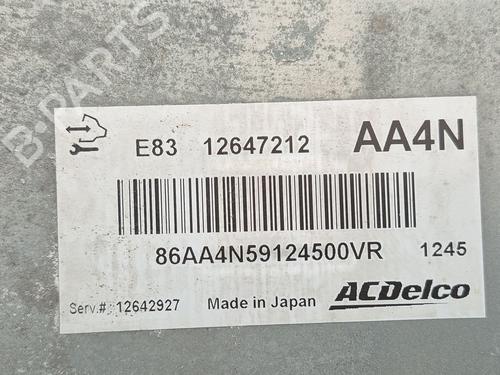 B-PARTS
E83 12647212 AA4N
86AA4N59124500VR 1245
Serv.# 12642927 Made in Japan ACDelco